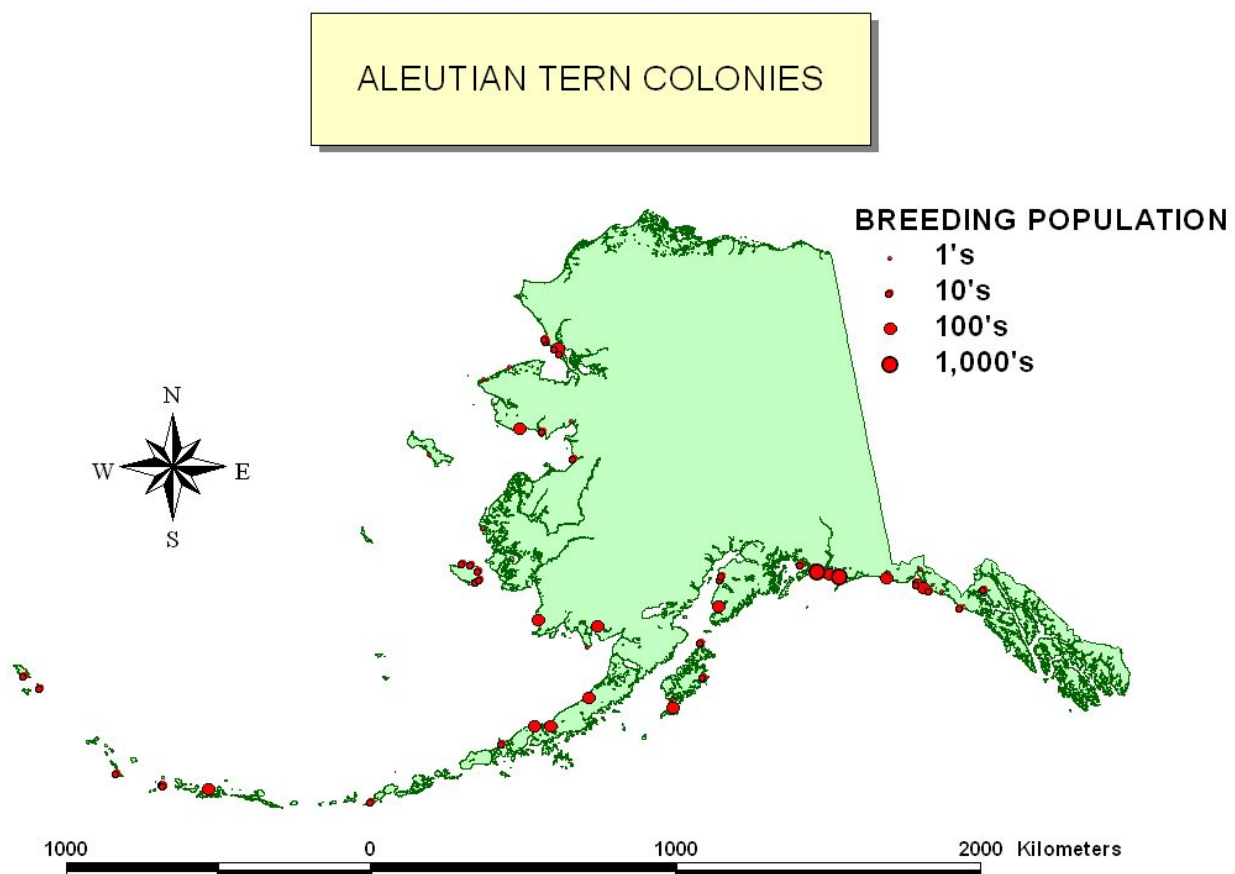 ALEUTIAN TERN COLONIES
BREEDING POPULATION
1's
10's
100's
1,000's
N
W E
S
1000 0 1000 2000 Kilometers